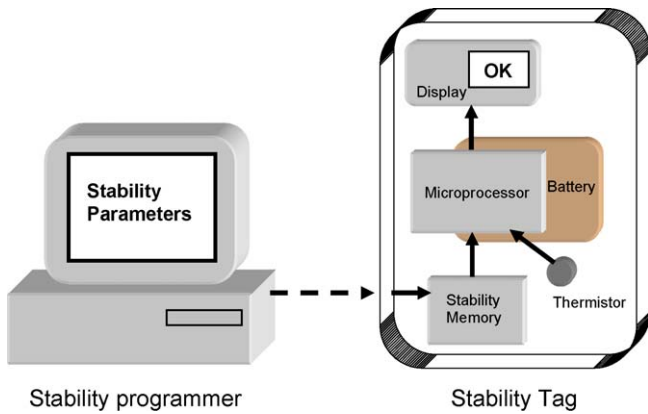 Stability
Parameters
Stability programmer
OK
Display
Microprocessor
Battery
Stability
Memory
Thermistor
Stability Tag